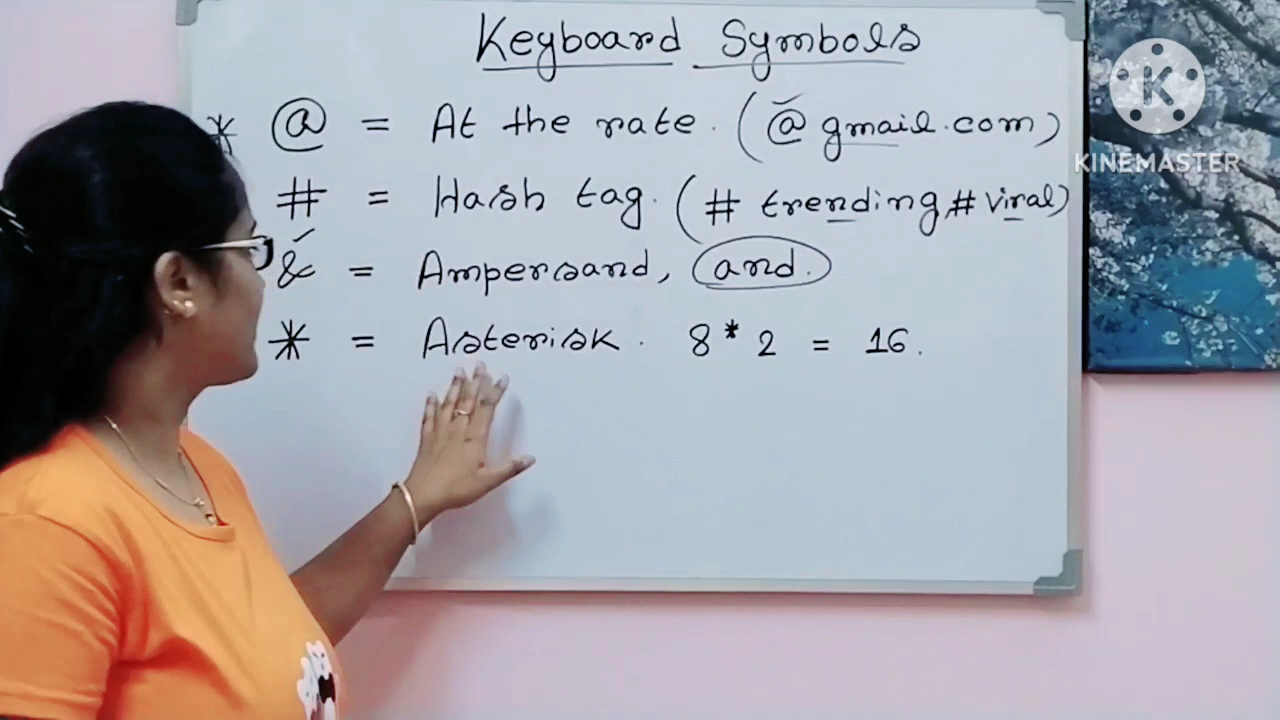 Keyboard Symbols
* @ = At the rate. (@gmail.com)
# = Hash tag. (# trending, # viral)
& = Ampersand, and.
* = Asterisk. 8 * 2 = 16.
K
KINEMASTER